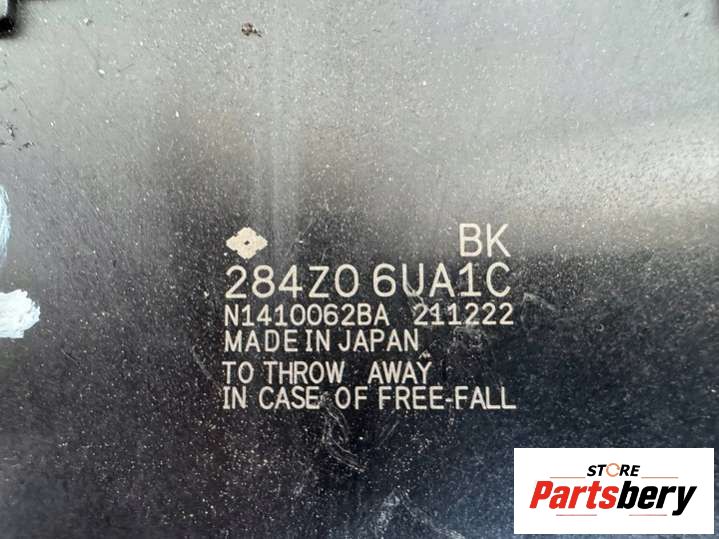 BK
284Z0 6UA1C
N1410062BA 211222
MADE IN JAPAN
TO THROW AWAY
IN CASE OF FREE-FALL
STORE
Partsbery